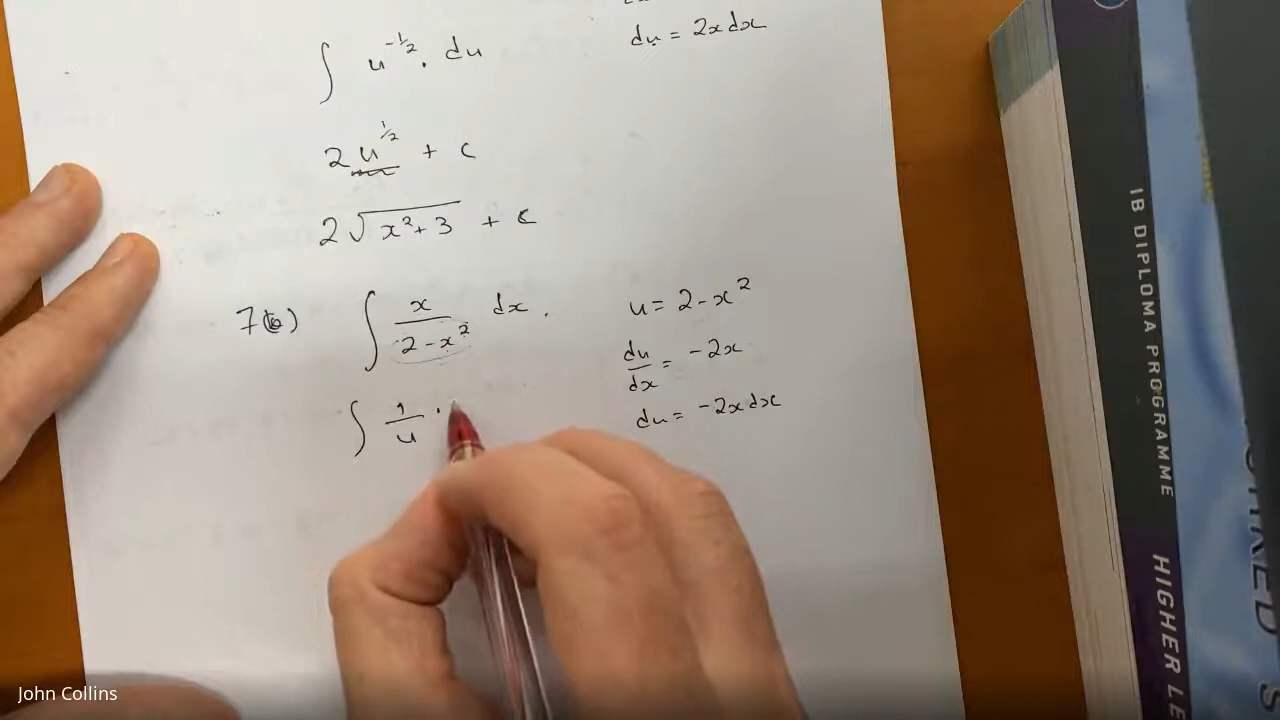 du = 2x dx
∫ u^{-1/2} . du
2 u^{1/2} + c
2√(x²+3) + c
7(b) ∫ x/(2-x²) dx .
u = 2-x²
du/dx = -2x
du = -2x dx
∫ 1/u ·
IB DIPLOMA PROGRAMME
HIGHER LE
John Collins